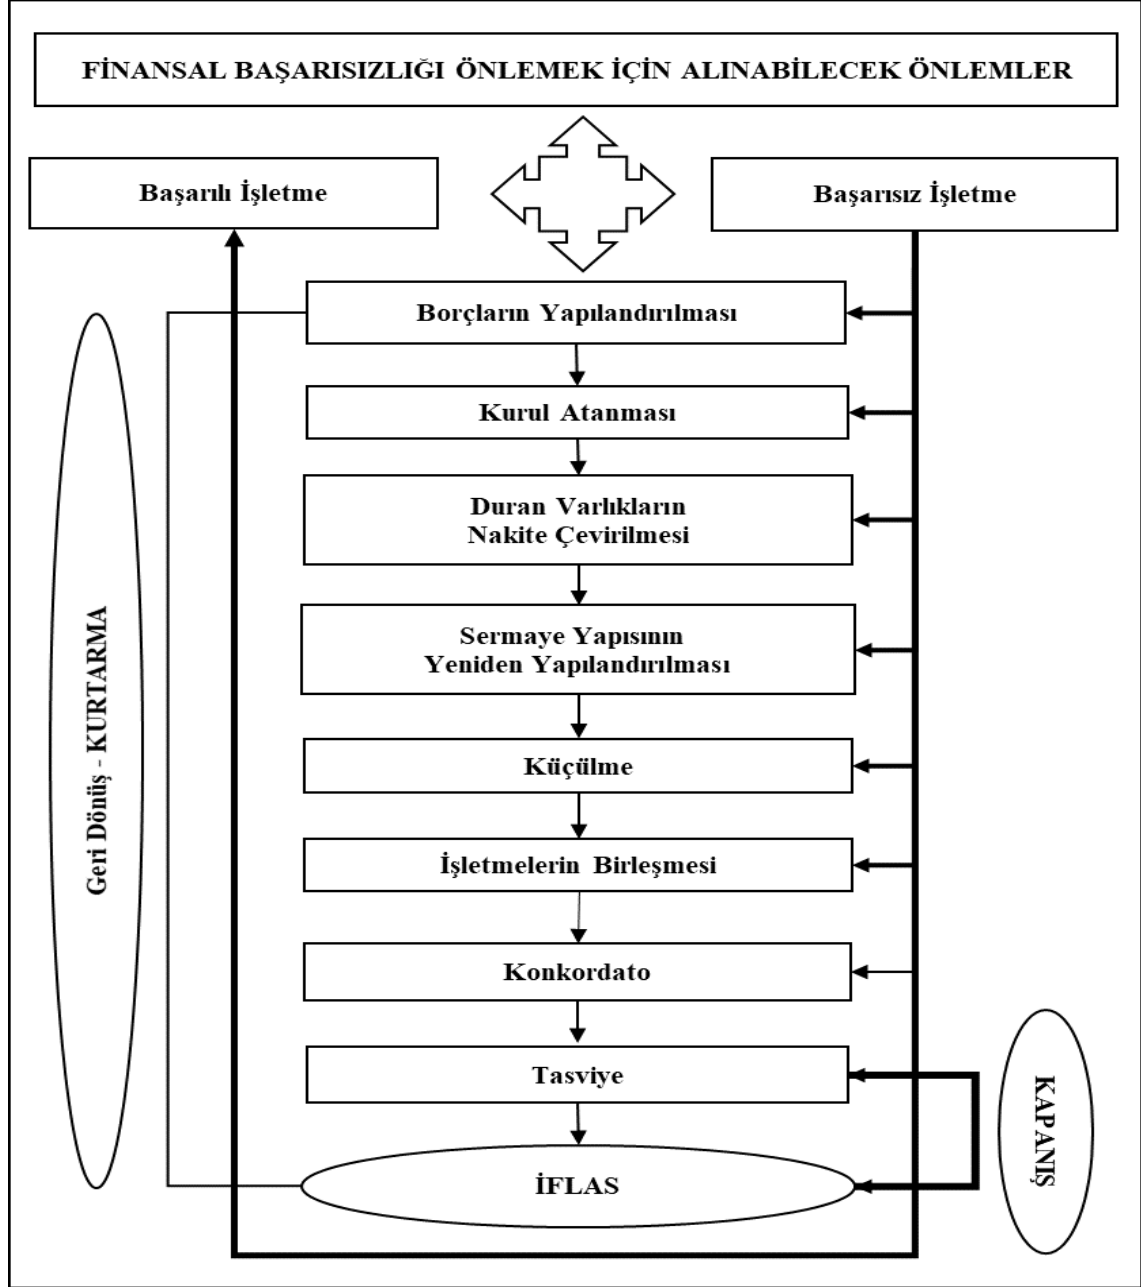 FİNANSAL BAŞARISIZLIĞI ÖNLEMEK İÇİN ALINABİLECEK ÖNLEMLER
Başarılı İşletme
Başarısız İşletme
Borçların Yapılandırılması
Kurul Atanması
Duran Varlıkların
Nakite Çevirilmesi
Sermaye Yapısının
Yeniden Yapılandırılması
Küçülme
İşletmelerin Birleşmesi
Konkordato
Tasviye
İFLAS
Geri Dönüş - KURTARMA
KAPANIŞ